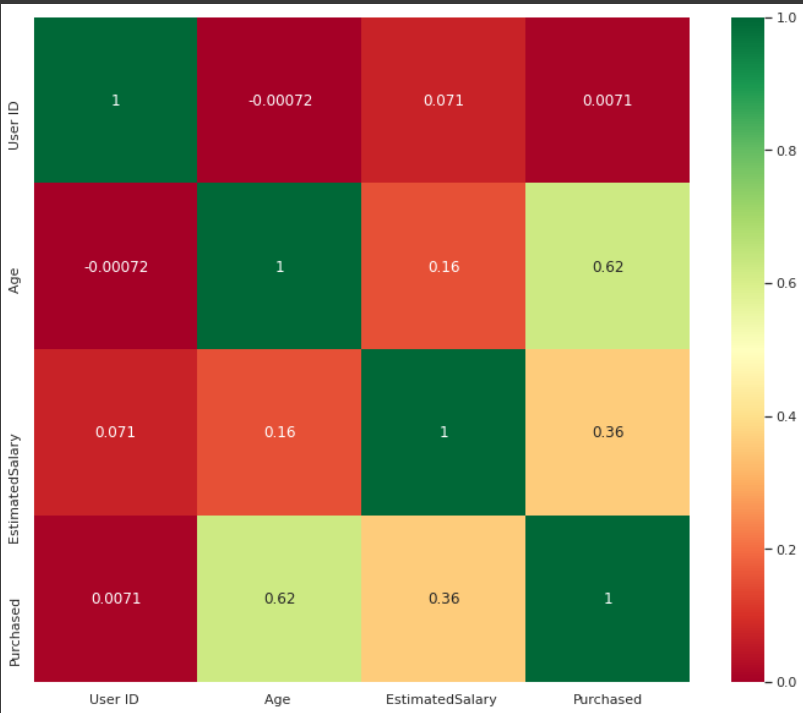 1.0
User ID 1 -0.00072 0.071 0.0071
0.8
Age -0.00072 1 0.16 0.62
0.6
EstimatedSalary 0.071 0.16 1 0.36
0.4
0.2
Purchased 0.0071 0.62 0.36 1
0.0
User ID Age EstimatedSalary Purchased